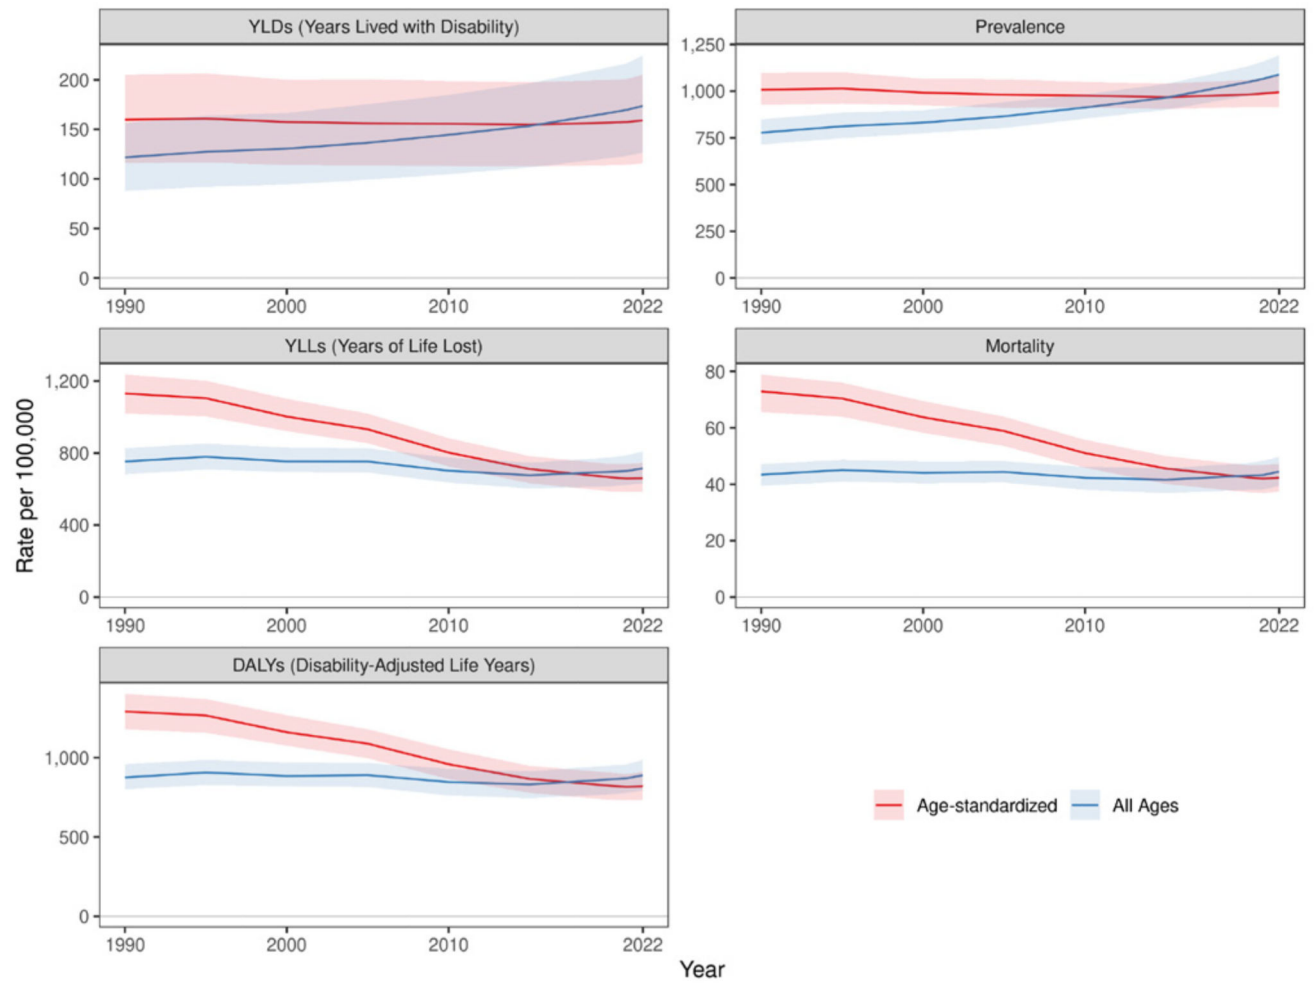 YLDs (Years Lived with Disability)
200
150
100
50
0
1990 2000 2010 2022
Prevalence
1,250
1,000
750
500
250
0
1990 2000 2010 2022
YLLs (Years of Life Lost)
1,200
800
400
0
1990 2000 2010 2022
Mortality
80
60
40
20
0
1990 2000 2010 2022
DALYs (Disability-Adjusted Life Years)
1,000
500
0
1990 2000 2010 2022
Rate per 100,000
Year
Age-standardized All Ages